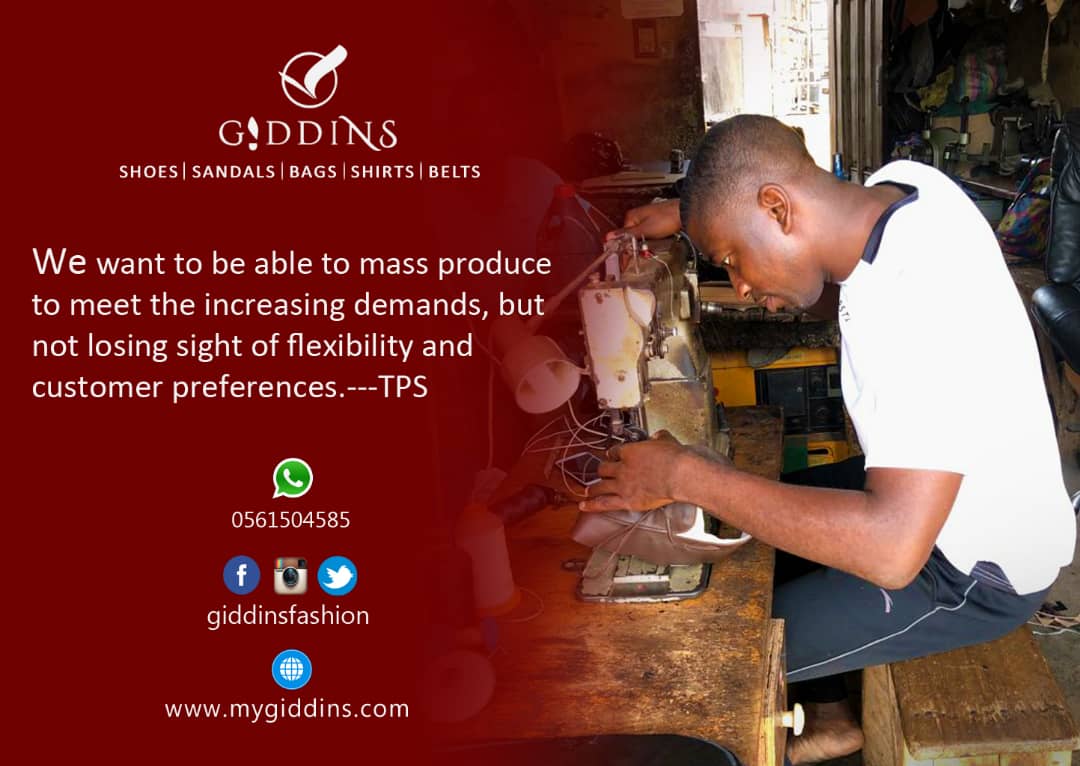 GIDDINS
SHOES|SANDALS|BAGS|SHIRTS|BELTS
We want to be able to mass produce
to meet the increasing demands, but
not losing sight of flexibility and
customer preferences.---TPS
0561504585
giddinsfashion
www.mygiddins.com